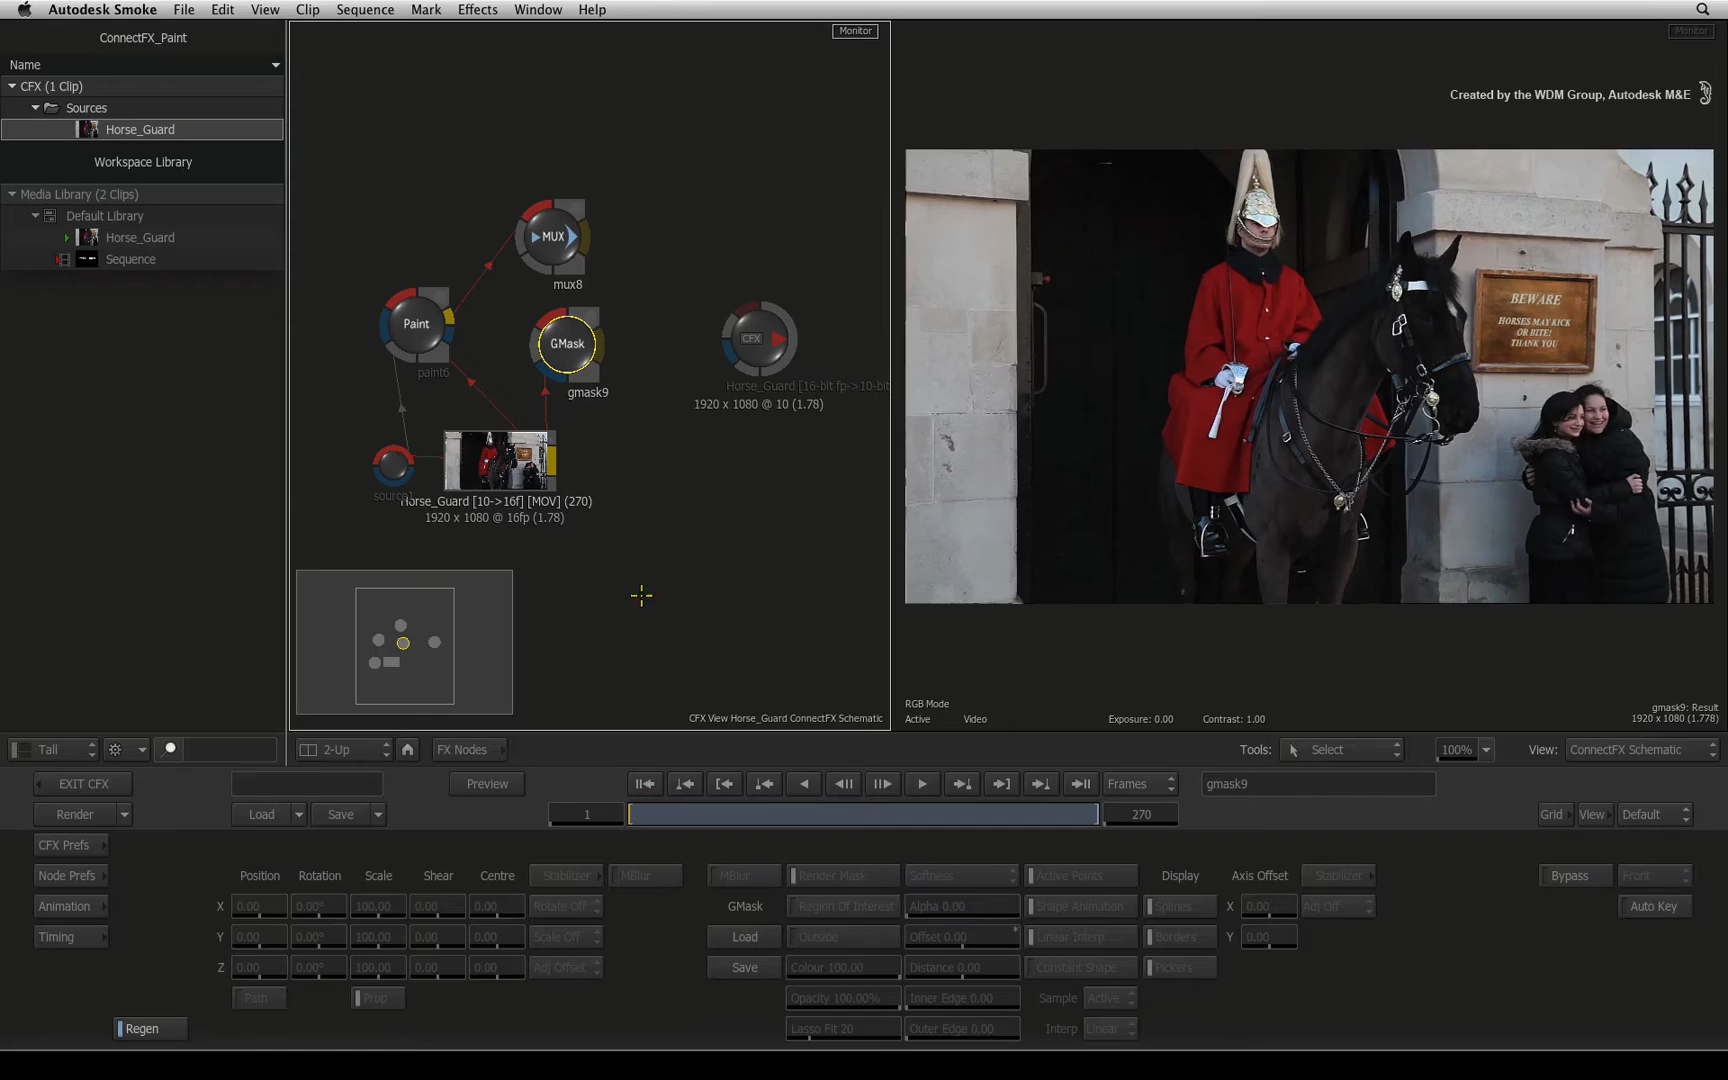 Autodesk Smoke File Edit View Clip Sequence Mark Effects Window Help
ConnectFX_Paint
Monitor
Monitor
Name
CFX (1 Clip)
Sources
Horse_Guard
Workspace Library
Media Library (2 Clips)
Default Library
Horse_Guard
Sequence
MUX
mux8
Paint
paint6
GMask
gmask9
CFX
Horse_Guard [16-bit fp->10-bit
1920 x 1080 @ 10 (1.78)
source1
Horse_Guard [10->16f] [MOV] (270)
1920 x 1080 @ 16fp (1.78)
CFX View Horse_Guard ConnectFX Schematic
Created by the WDM Group, Autodesk M&E
BEWARE
HORSES MAY KICK
OR BITE!
THANK YOU
RGB Mode
Active Video Exposure: 0.00 Contrast: 1.00
gmask9: Result
1920 x 1080 (1.778)
Tall 2-Up FX Nodes Tools: Select 100% View: ConnectFX Schematic
EXIT CFX Preview Frames gmask9
Render Load Save 1 270 Grid View Default
CFX Prefs
Node Prefs Position Rotation Scale Shear Centre Stabilizer MBlur MBlur Render Mask Softness Active Points Display Axis Offset Stabilizer Bypass Front
Animation X 0.00 0.00° 100.00 0.00 0.00 Rotate Off GMask Region Of Interest Alpha 0.00 Shape Animation Splines X 0.00 Adj Off Auto Key
Timing Y 0.00 0.00° 100.00 0.00 0.00 Scale Off Load Outside Offset 0.00 Linear Interp Borders Y 0.00
Z 0.00 0.00° 100.00 0.00 0.00 Adj Offset Save Colour 100.00 Distance 0.00 Constant Shape Pickers
Path Prop Opacity 100.00% Inner Edge 0.00 Sample Active
Regen Lasso Fit 20 Outer Edge 0.00 Interp Linear